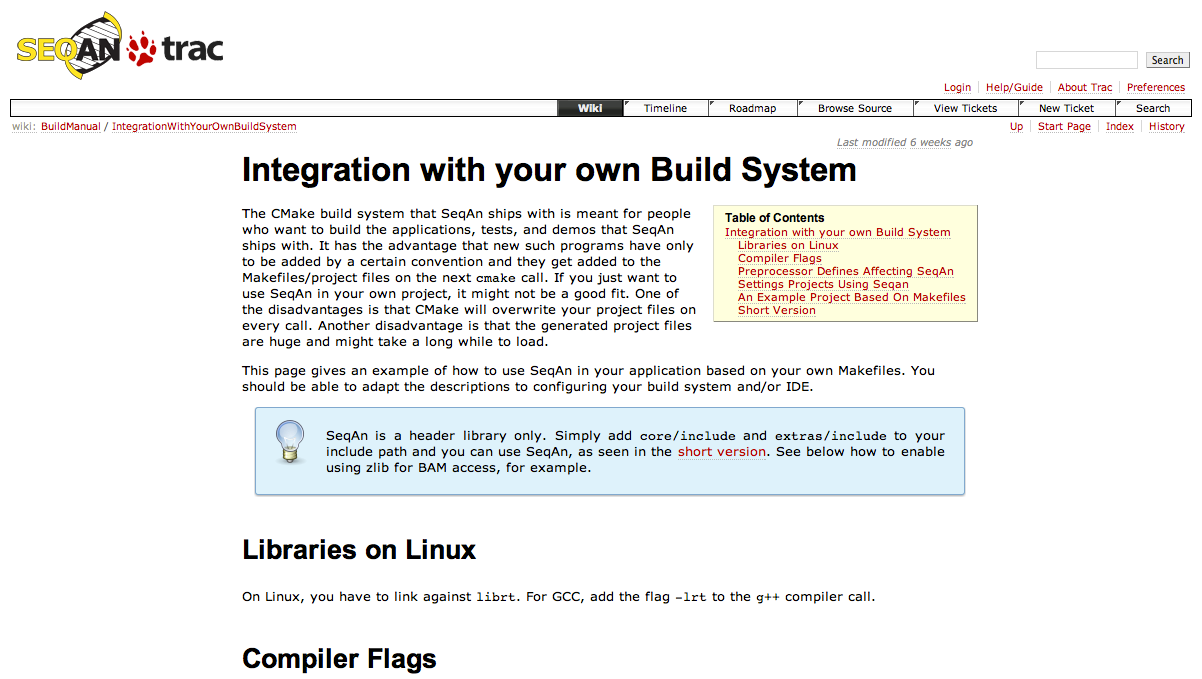 SEQAN trac
Search
Login Help/Guide About Trac Preferences
Wiki Timeline Roadmap Browse Source View Tickets New Ticket Search
wiki: BuildManual / IntegrationWithYourOwnBuildSystem
Up Start Page Index History
Last modified 6 weeks ago
Integration with your own Build System
The CMake build system that SeqAn ships with is meant for people
who want to build the applications, tests, and demos that SeqAn
ships with. It has the advantage that new such programs have only
to be added by a certain convention and they get added to the
Makefiles/project files on the next cmake call. If you just want to
use SeqAn in your own project, it might not be a good fit. One of
the disadvantages is that CMake will overwrite your project files on
every call. Another disadvantage is that the generated project files
are huge and might take a long while to load.
Table of Contents
Integration with your own Build System
Libraries on Linux
Compiler Flags
Preprocessor Defines Affecting SeqAn
Settings Projects Using Seqan
An Example Project Based On Makefiles
Short Version
This page gives an example of how to use SeqAn in your application based on your own Makefiles. You
should be able to adapt the descriptions to configuring your build system and/or IDE.
SeqAn is a header library only. Simply add core/include and extras/include to your
include path and you can use SeqAn, as seen in the short version. See below how to enable
using zlib for BAM access, for example.
Libraries on Linux
On Linux, you have to link against librt. For GCC, add the flag -lrt to the g++ compiler call.
Compiler Flags